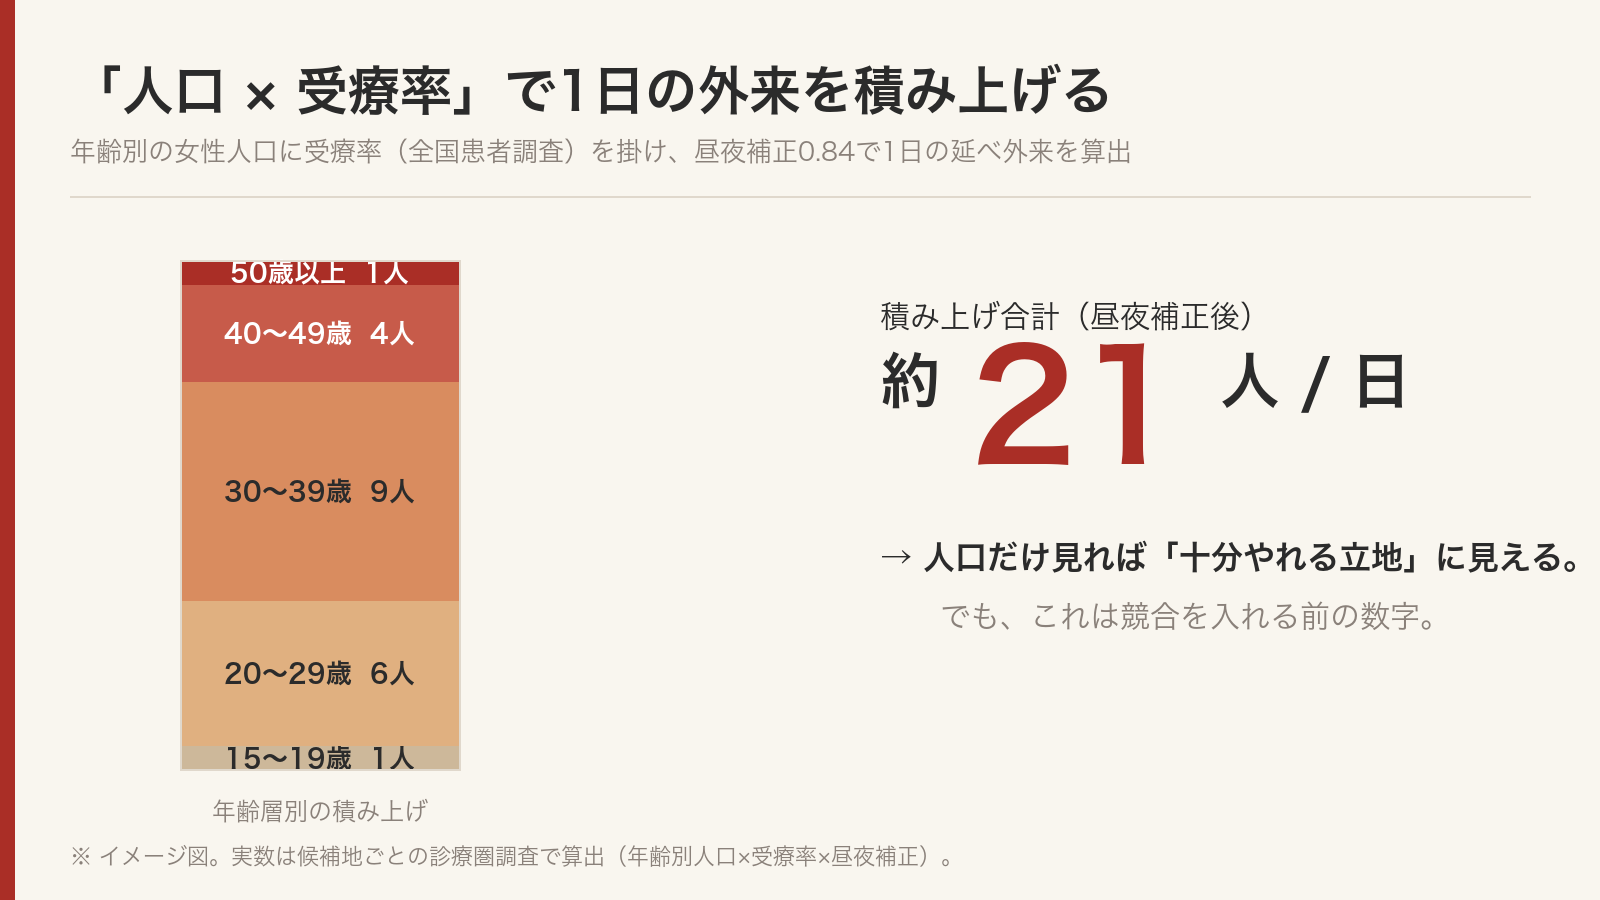 「人口 × 受療率」で1日の外来を積み上げる
年齢別の女性人口に受療率（全国患者調査）を掛け、昼夜補正0.84で1日の延べ外来を算出
50歳以上 1人
40〜49歳 4人
30〜39歳 9人
20〜29歳 6人
15〜19歳 1人
年齢層別の積み上げ
積み上げ合計（昼夜補正後）
約 21 人 / 日
→ 人口だけ見れば「十分やれる立地」に見える。
でも、これは競合を入れる前の数字。
※ イメージ図。実数は候補地ごとの診療圏調査で算出（年齢別人口×受療率×昼夜補正）。